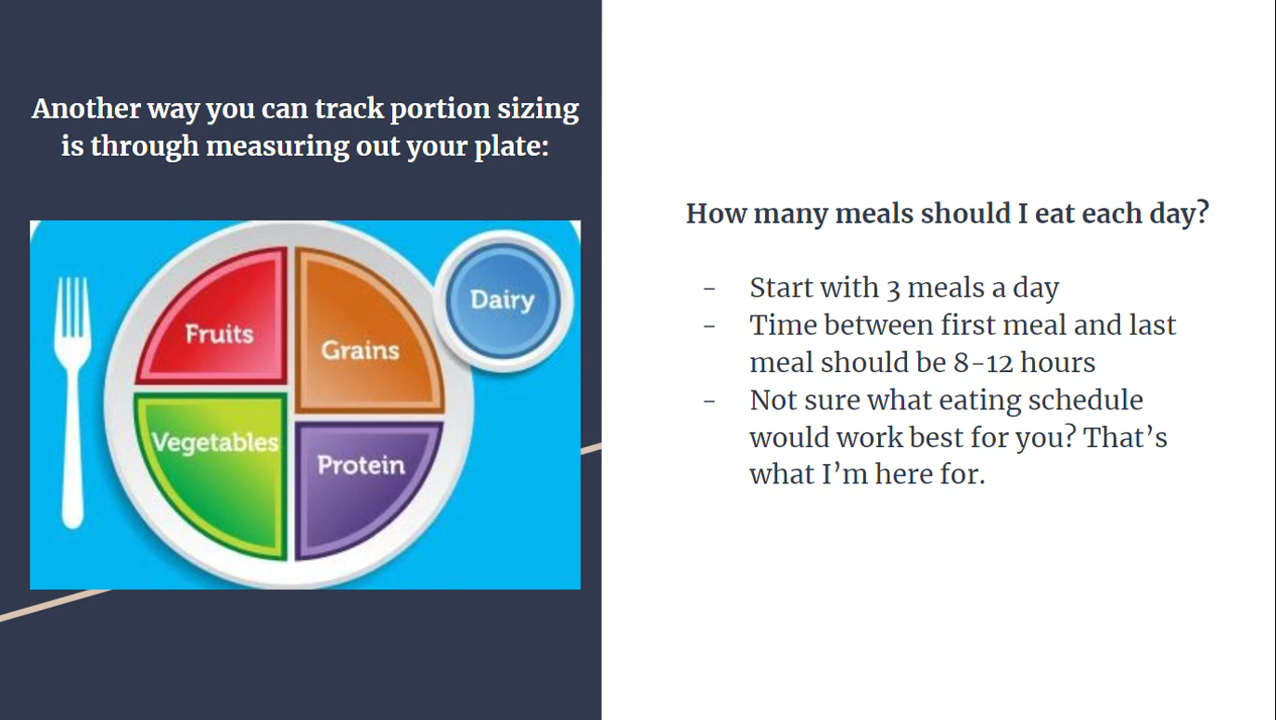 Another way you can track portion sizing
is through measuring out your plate:
Fruits
Grains
Dairy
Vegetables
Protein
How many meals should I eat each day?
- Start with 3 meals a day
- Time between first meal and last
meal should be 8-12 hours
- Not sure what eating schedule
would work best for you? That’s
what I’m here for.